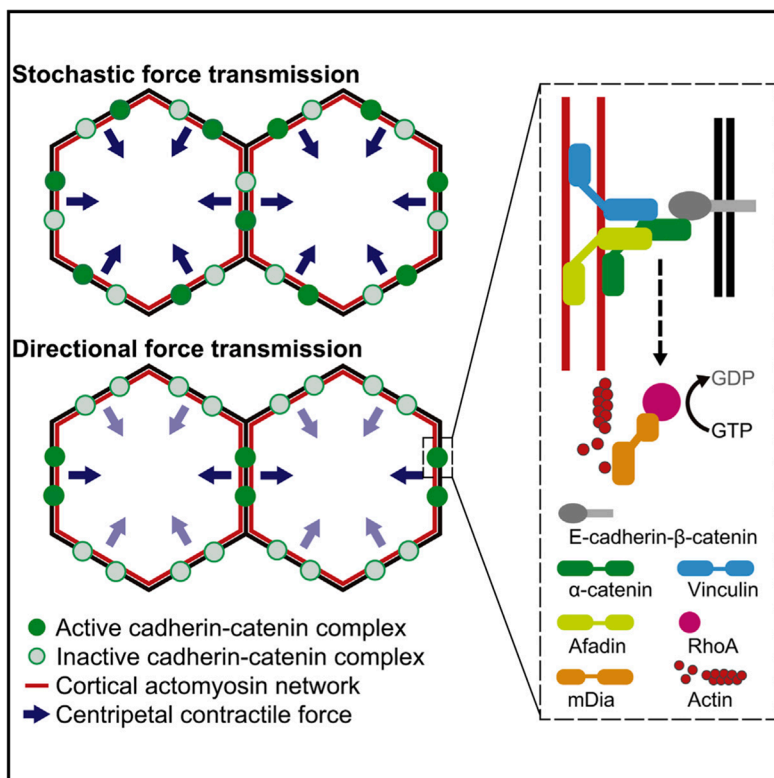 Stochastic force transmission
Directional force transmission
Active cadherin-catenin complex
Inactive cadherin-catenin complex
Cortical actomyosin network
Centripetal contractile force
GDP
GTP
E-cadherin-β-catenin
α-catenin
Vinculin
Afadin
RhoA
mDia
Actin